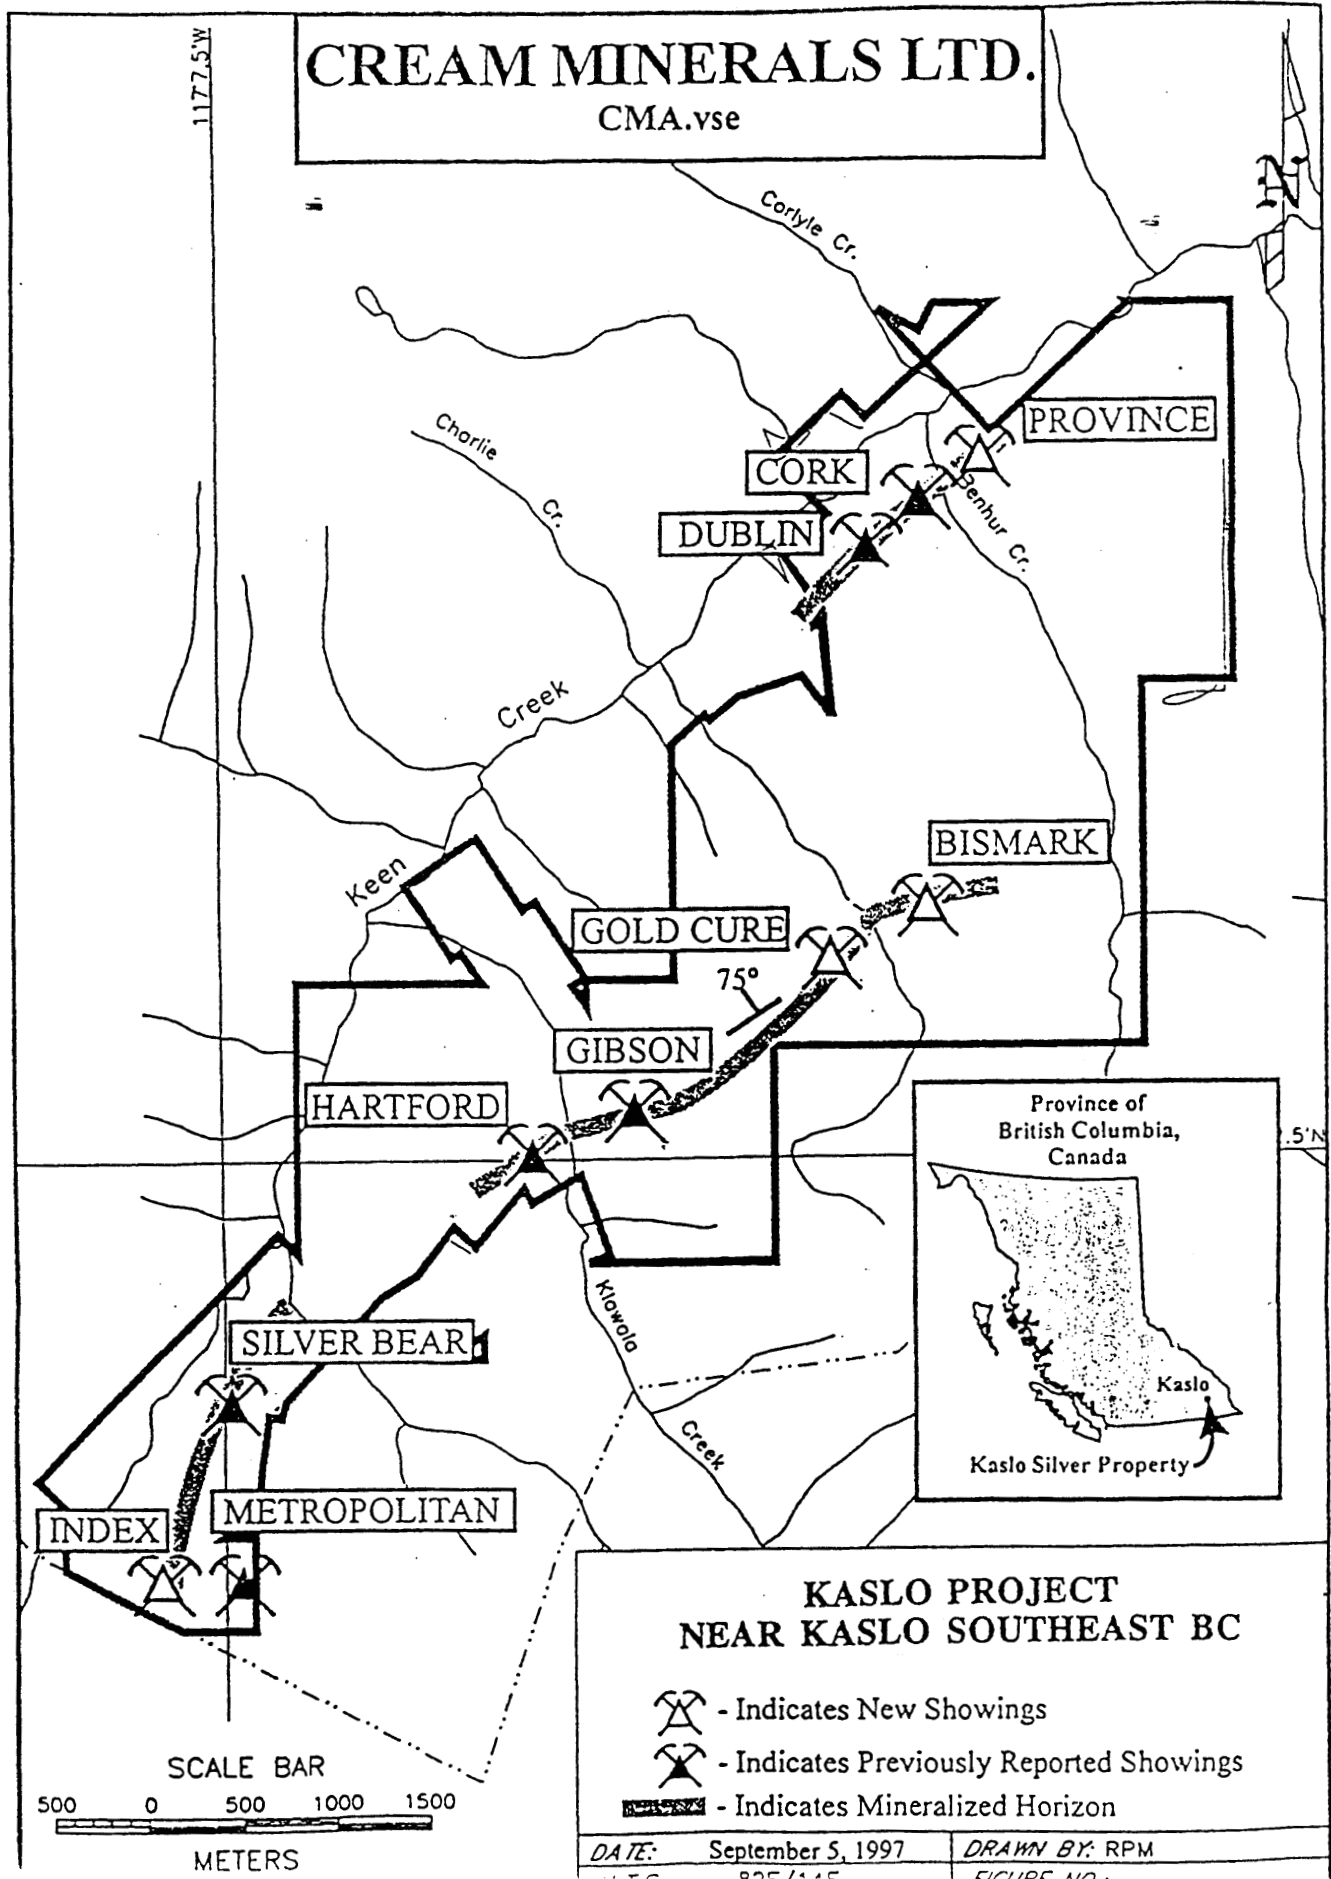 CREAM MINERALS LTD.
CMA.vse
117°7.5'W
Corlyle Cr.
Charlie Cr.
PROVINCE
CORK
DUBLIN
Benhur Cr.
Creek
Keen
BISMARK
GOLD CURE
75°
GIBSON
HARTFORD
.5'N
Province of
British Columbia,
Canada
Kaslo
Kaslo Silver Property
Klawala
Creek
SILVER BEAR
METROPOLITAN
INDEX
KASLO PROJECT
NEAR KASLO SOUTHEAST BC
- Indicates New Showings
- Indicates Previously Reported Showings
- Indicates Mineralized Horizon
SCALE BAR
500 0 500 1000 1500
METERS
DATE: September 5, 1997 DRAWN BY: RPM